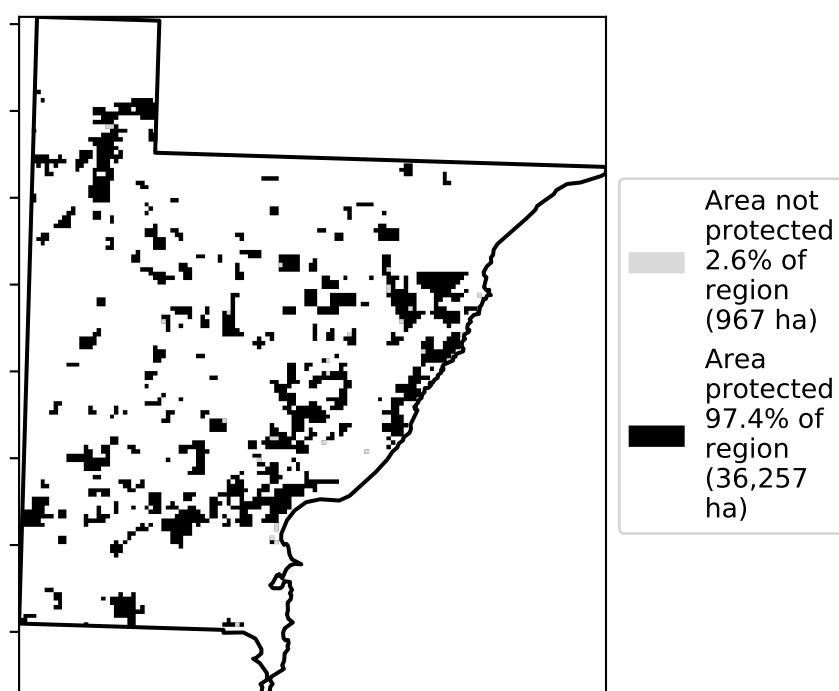 Area not
protected
2.6% of
region
(967 ha)
Area
protected
97.4% of
region
(36,257
ha)